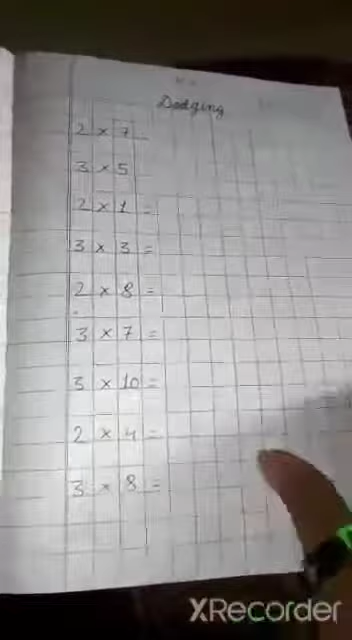 Dodging
2 × 7 =
3 × 5
2 × 1 =
3 × 3 =
2 × 8 =
3 × 7 =
3 × 10 =
2 × 4 =
3 × 8 =
XRecorder